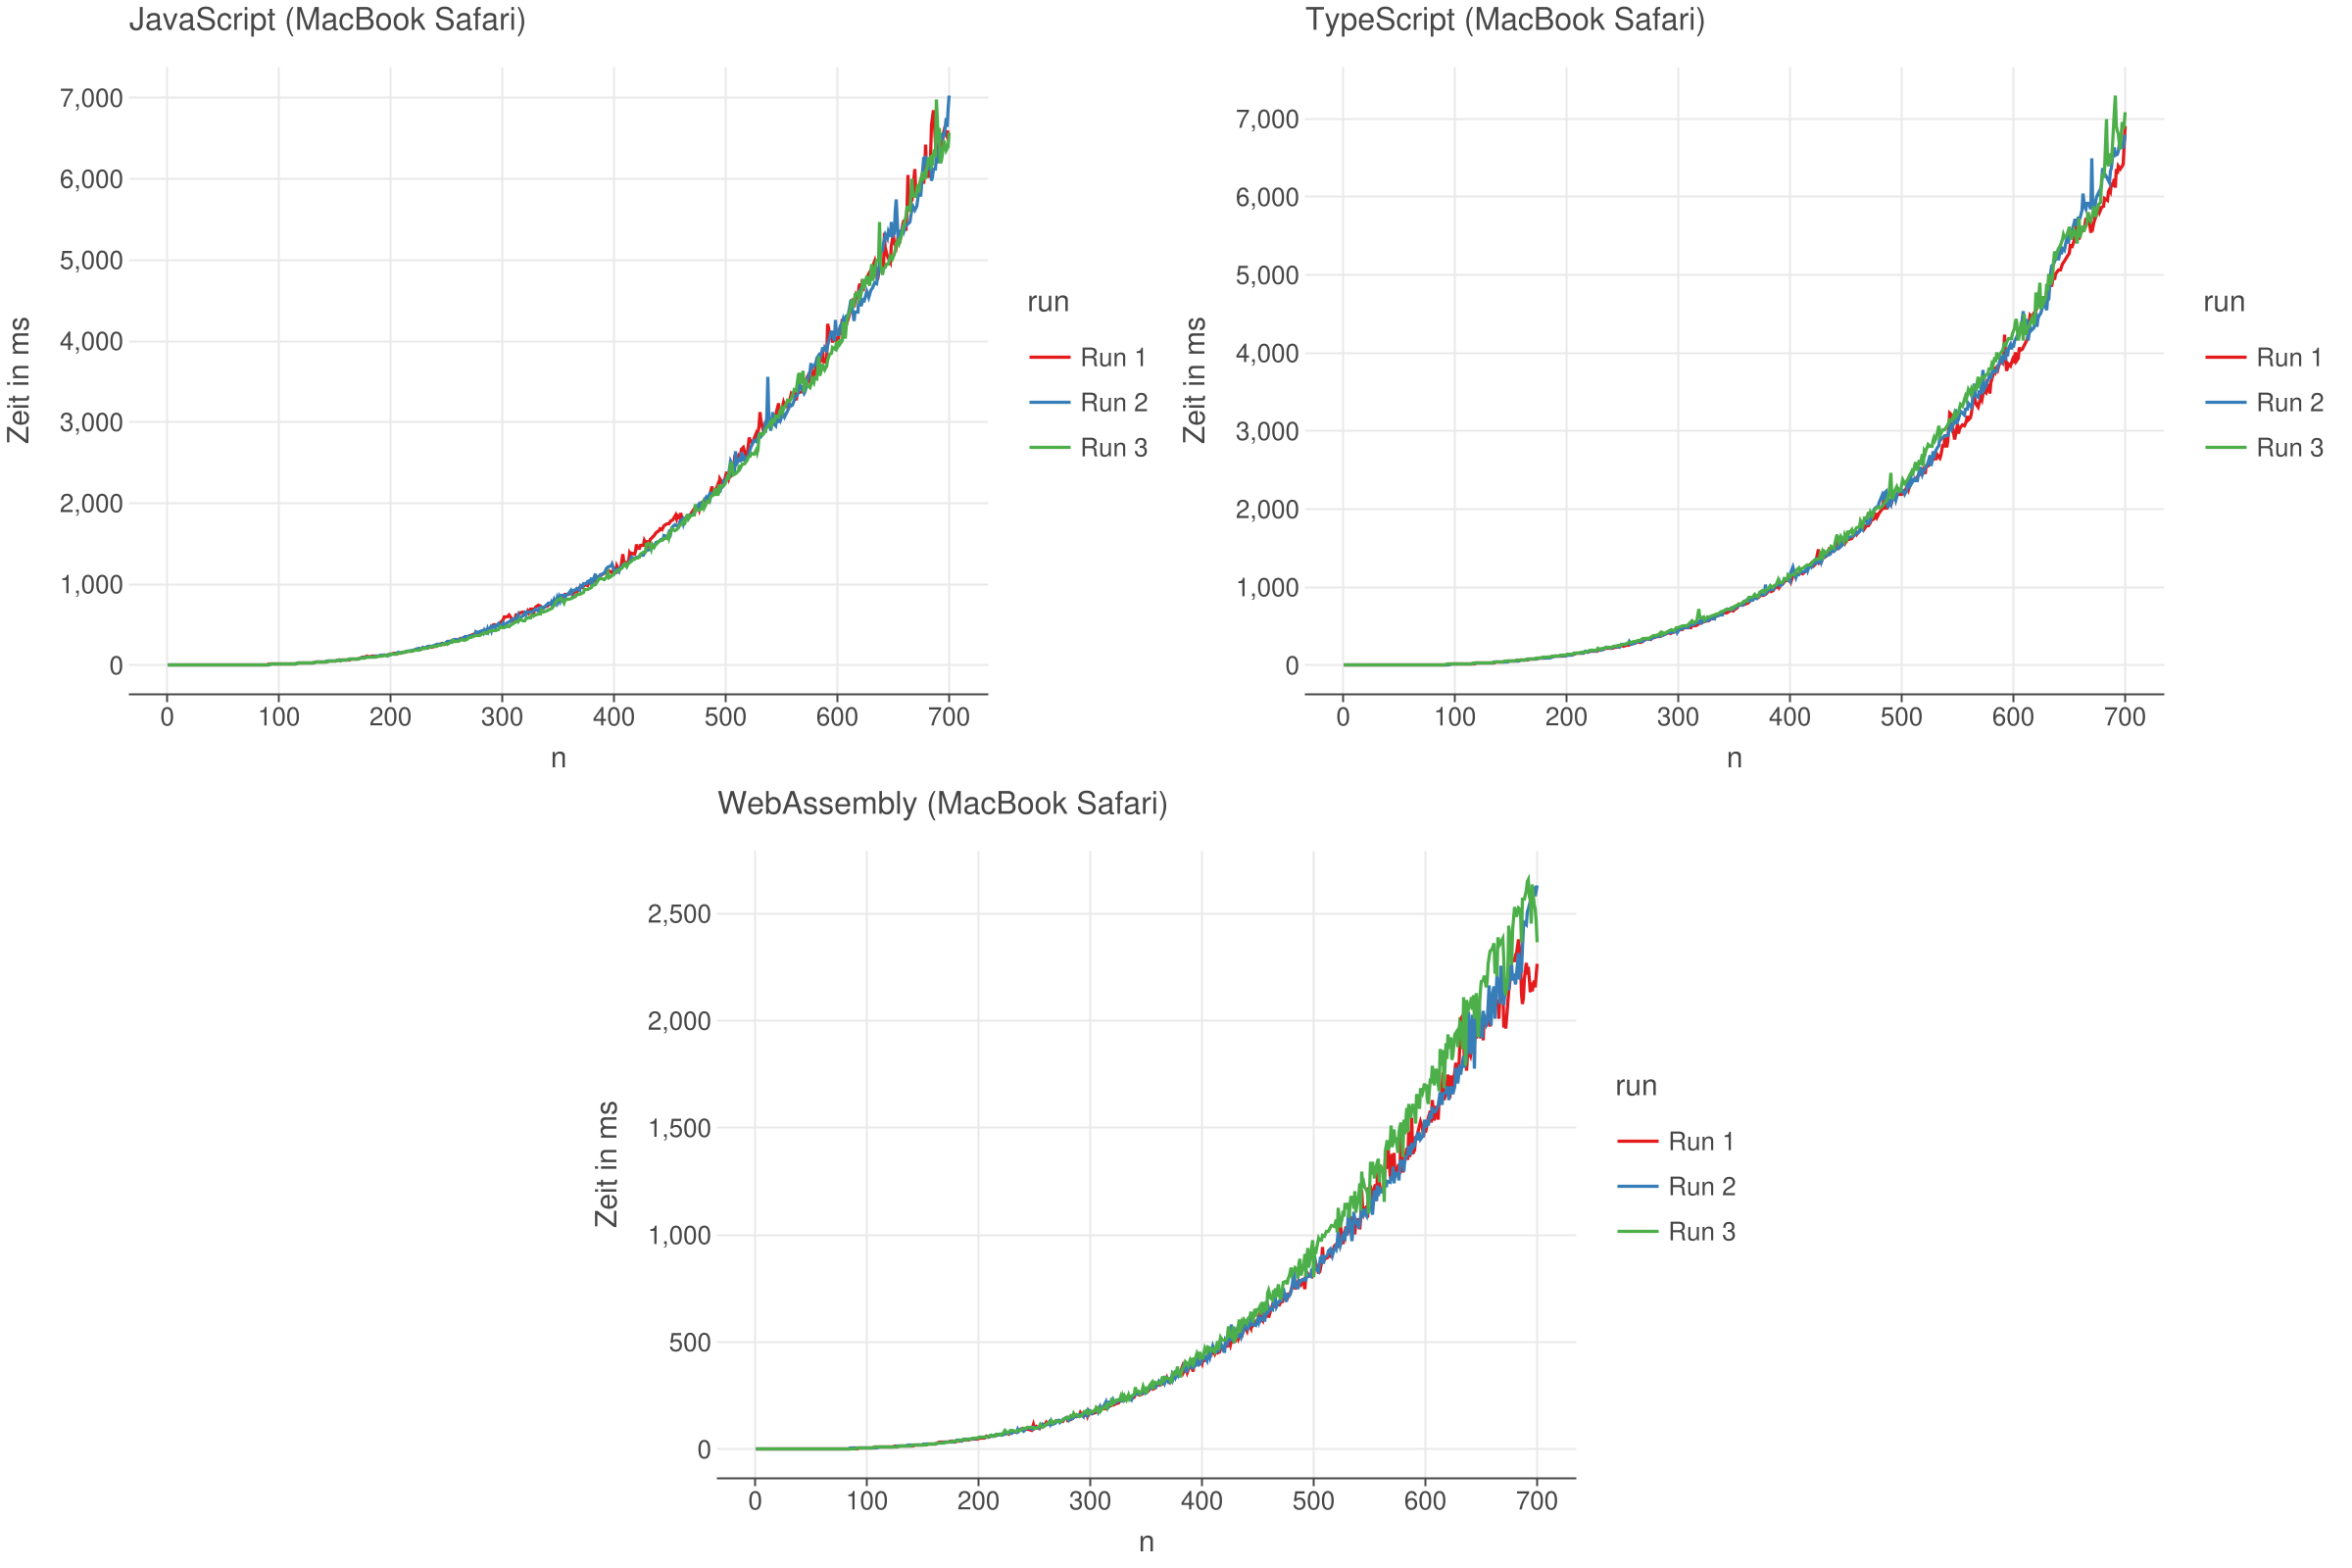 JavaScript (MacBook Safari)
Zeit in ms
7,000
6,000
5,000
4,000
3,000
2,000
1,000
0
0 100 200 300 400 500 600 700
n
run
Run 1
Run 2
Run 3
TypeScript (MacBook Safari)
Zeit in ms
7,000
6,000
5,000
4,000
3,000
2,000
1,000
0
0 100 200 300 400 500 600 700
n
run
Run 1
Run 2
Run 3
WebAssembly (MacBook Safari)
Zeit in ms
2,500
2,000
1,500
1,000
500
0
0 100 200 300 400 500 600 700
n
run
Run 1
Run 2
Run 3